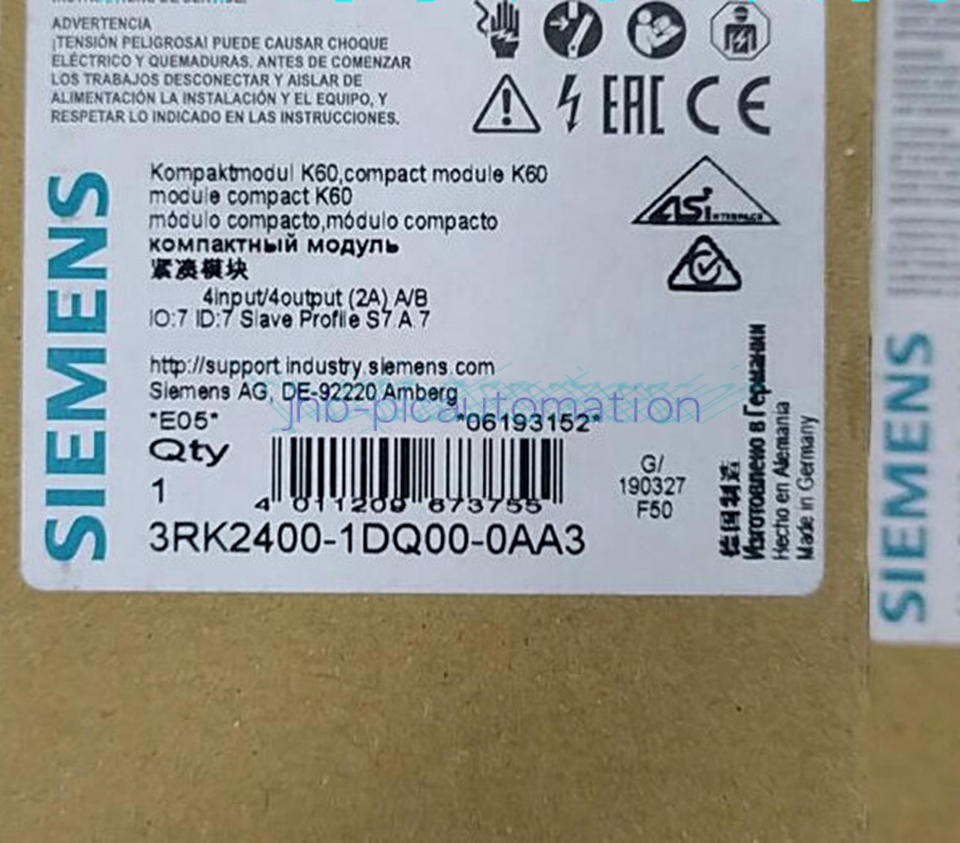 ADVERTENCIA
¡TENSIÓN PELIGROSA! PUEDE CAUSAR CHOQUE
ELÉCTRICO Y QUEMADURAS. ANTES DE COMENZAR
LOS TRABAJOS DESCONECTAR Y AISLAR DE
ALIMENTACIÓN LA INSTALACIÓN Y EL EQUIPO, Y
RESPETAR LO INDICADO EN LAS INSTRUCCIONES.
EAC CE
SIEMENS
Kompaktmodul K60,compact module K60
module compact K60
módulo compacto,módulo compacto
компактный модуль
紧凑模块
4input/4output (2A) A/B
IO:7 ID:7 Slave Profile S7.A.7
ASi INTERFACE
http://support.industry.siemens.com
Siemens AG, DE-92220 Amberg
jhb-plcautomation
*E05* *06193152*
Qty
1
4 011209 673755
3RK2400-1DQ00-0AA3
G/
190327
F50
德国制造
Изготовлено в Германии
Hecho en Alemania
Made in Germany
SIEMENS